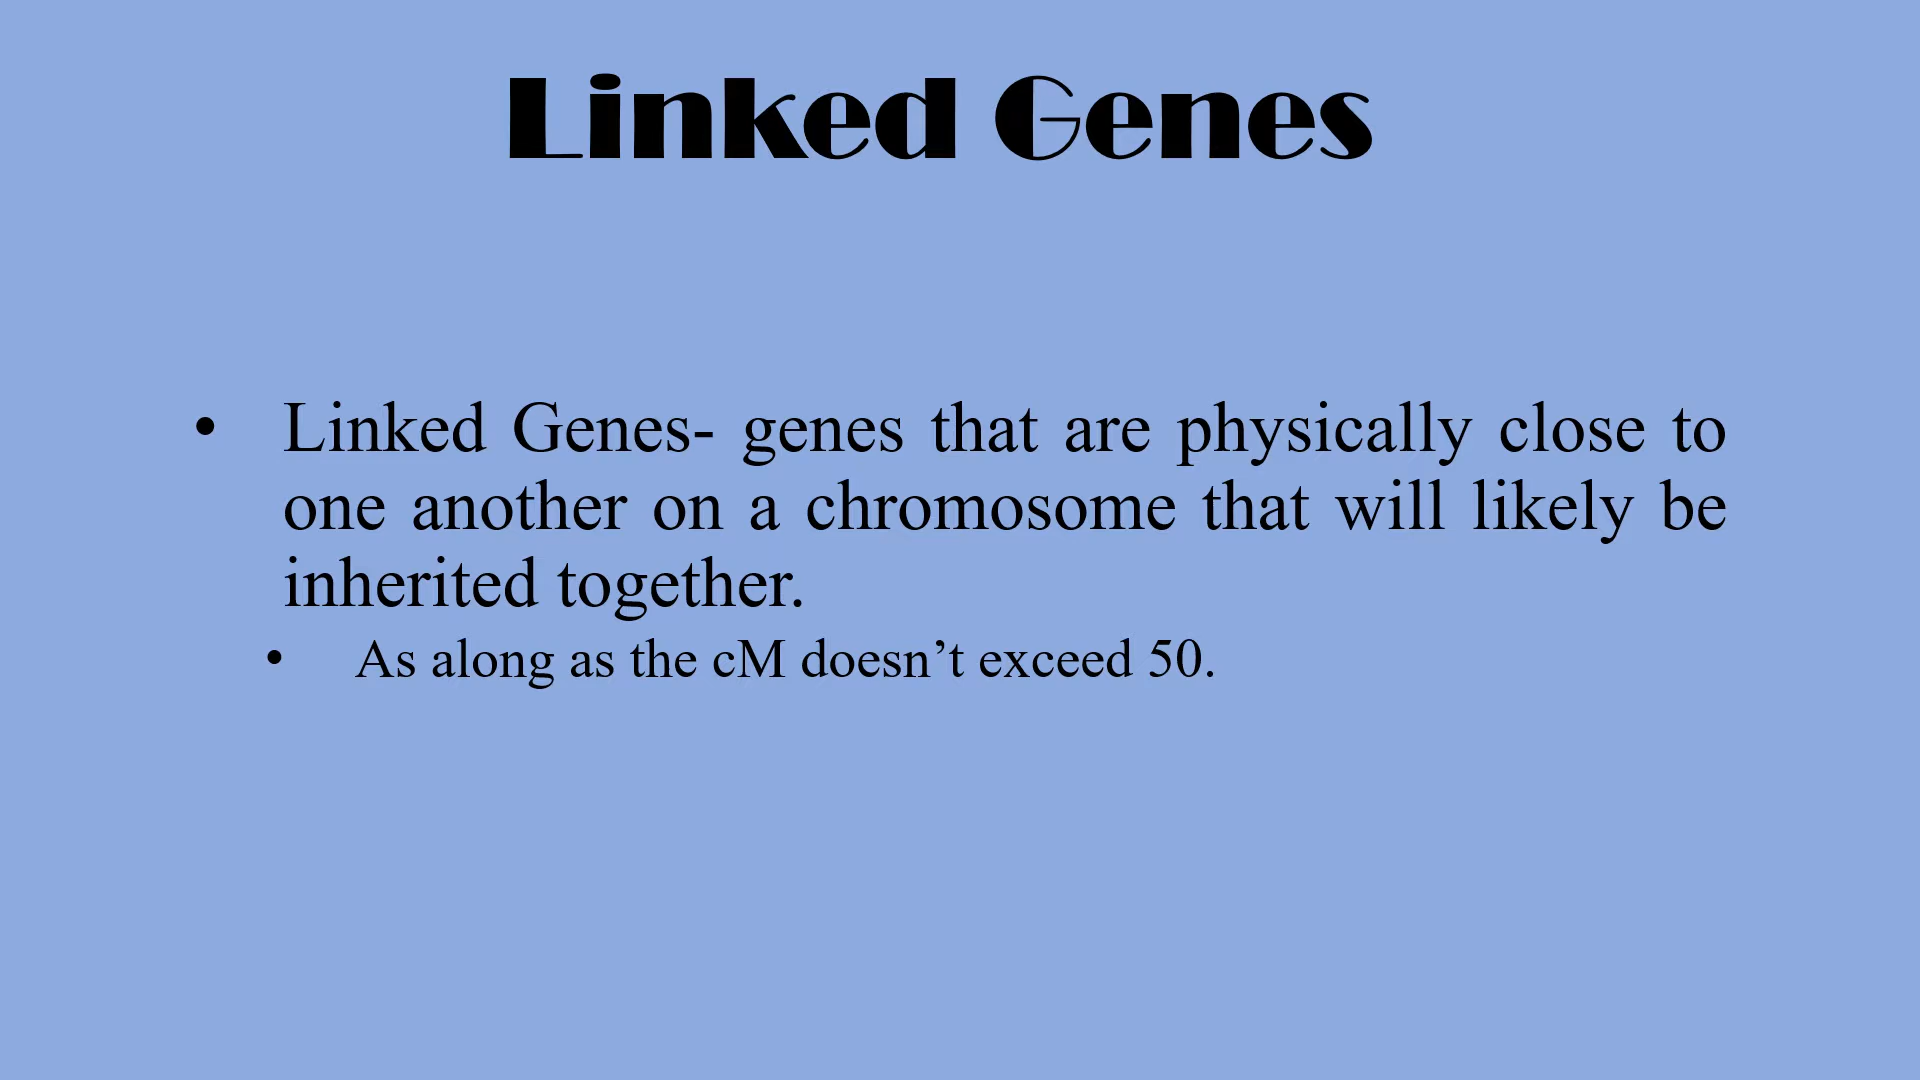 Linked Genes
• Linked Genes- genes that are physically close to
one another on a chromosome that will likely be
inherited together.
• As along as the cM doesn’t exceed 50.